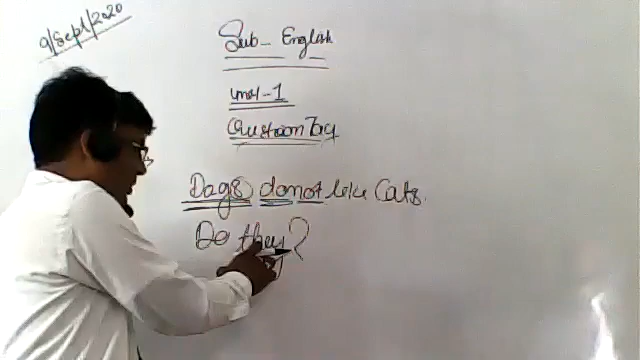 9/Sept/2020
Sub- English
unit-1
Question Tag
Dogs donot like Cats.
Do they?